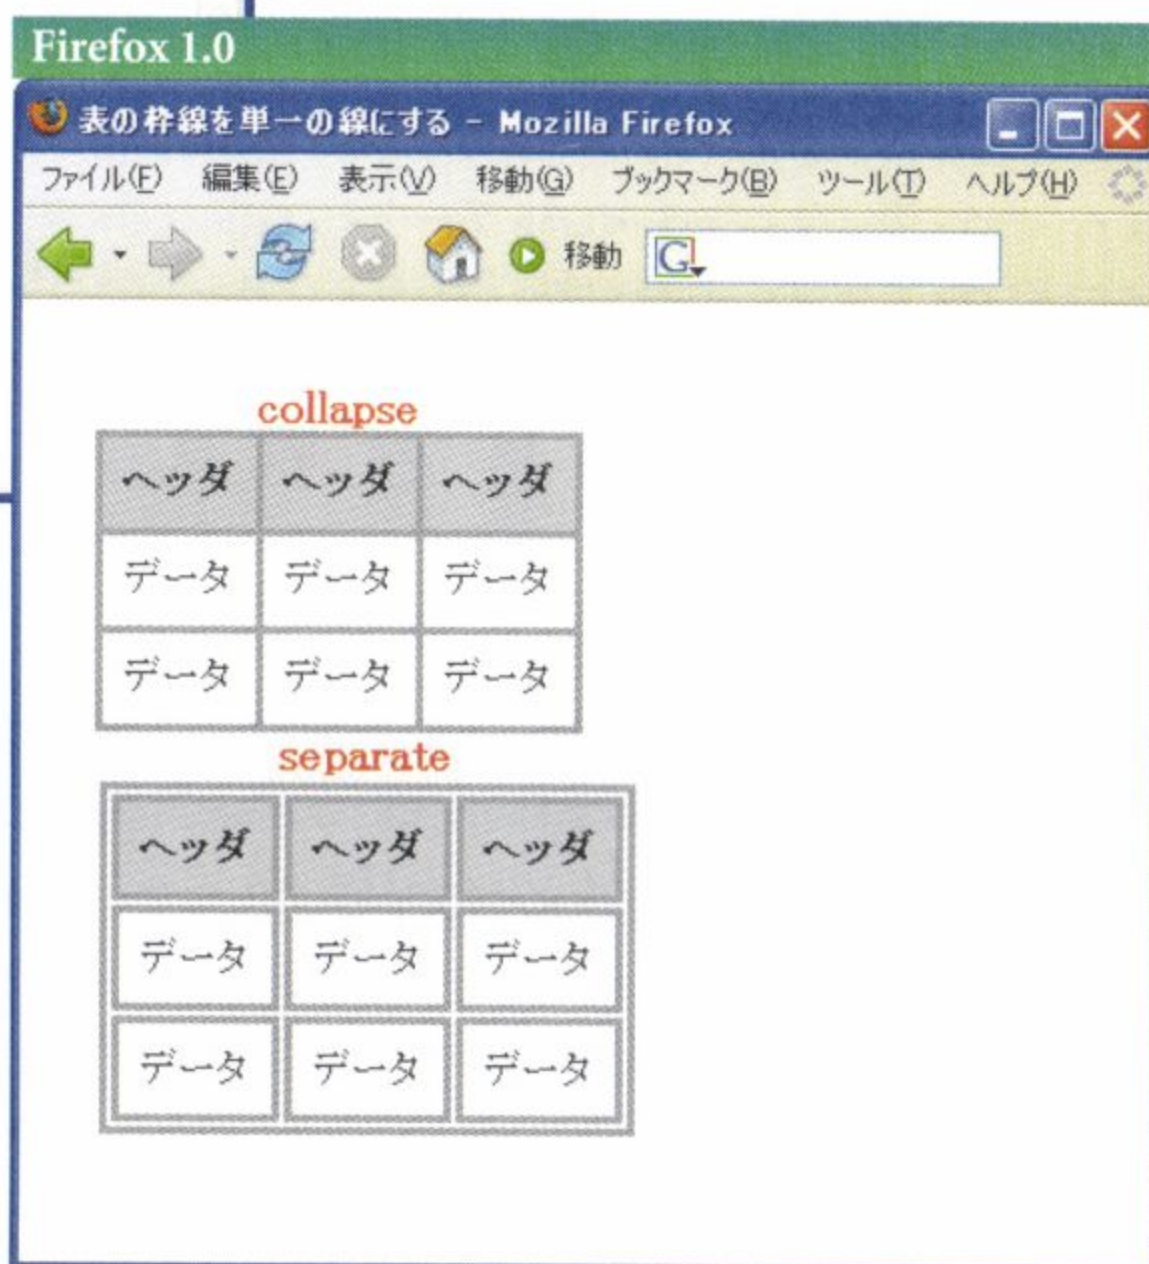 Firefox 1.0
表の枠線を単一の線にする - Mozilla Firefox
ファイル(F) 編集(E) 表示(V) 移動(G) ブックマーク(B) ツール(T) ヘルプ(H)
移動 G
collapse
ヘッダ ヘッダ ヘッダ
データ データ データ
データ データ データ
separate
ヘッダ ヘッダ ヘッダ
データ データ データ
データ データ データ